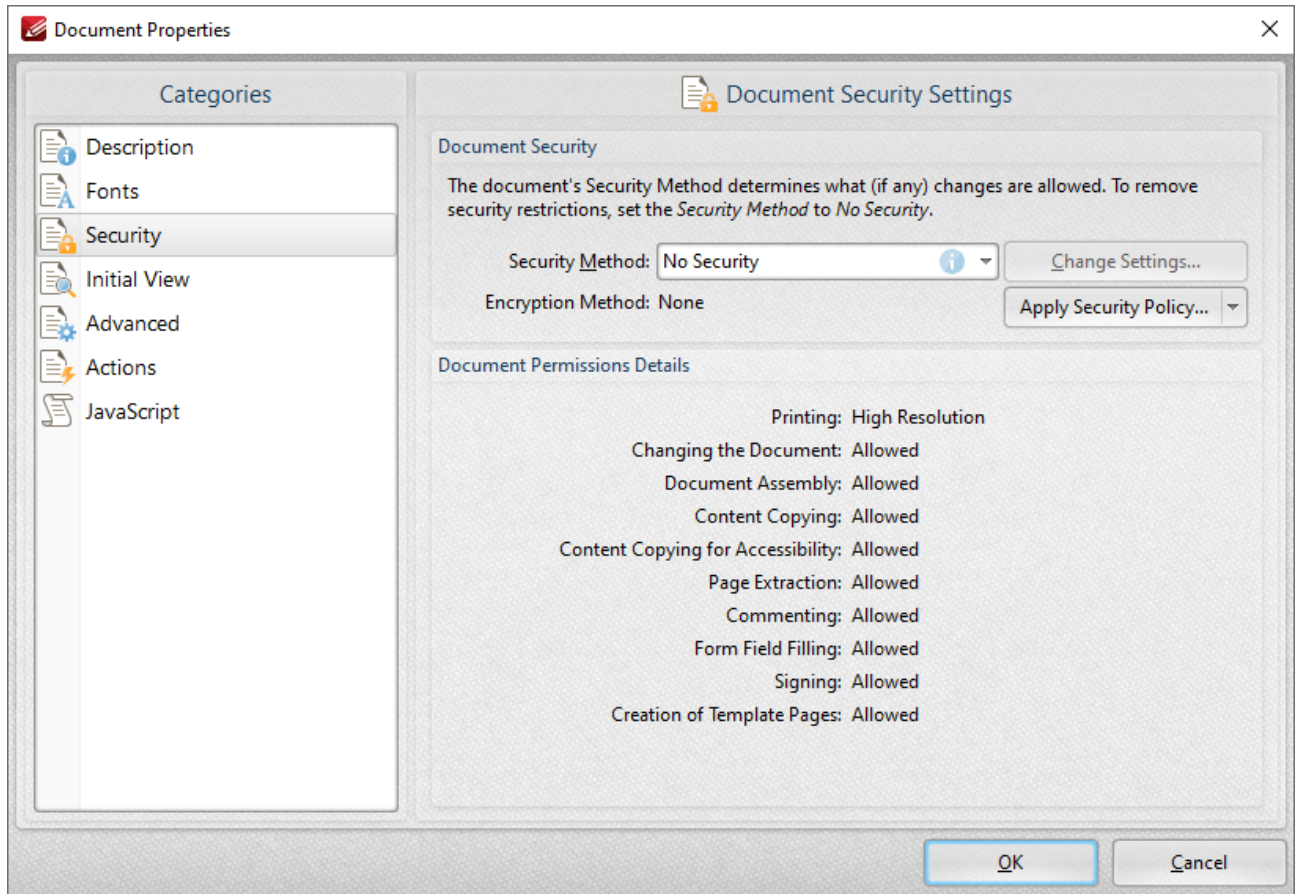 Document Properties
Categories
Description
Fonts
Security
Initial View
Advanced
Actions
JavaScript
Document Security Settings
Document Security
The document's Security Method determines what (if any) changes are allowed. To remove
security restrictions, set the Security Method to No Security.
Security Method: No Security
Change Settings...
Encryption Method: None
Apply Security Policy...
Document Permissions Details
Printing: High Resolution
Changing the Document: Allowed
Document Assembly: Allowed
Content Copying: Allowed
Content Copying for Accessibility: Allowed
Page Extraction: Allowed
Commenting: Allowed
Form Field Filling: Allowed
Signing: Allowed
Creation of Template Pages: Allowed
OK
Cancel